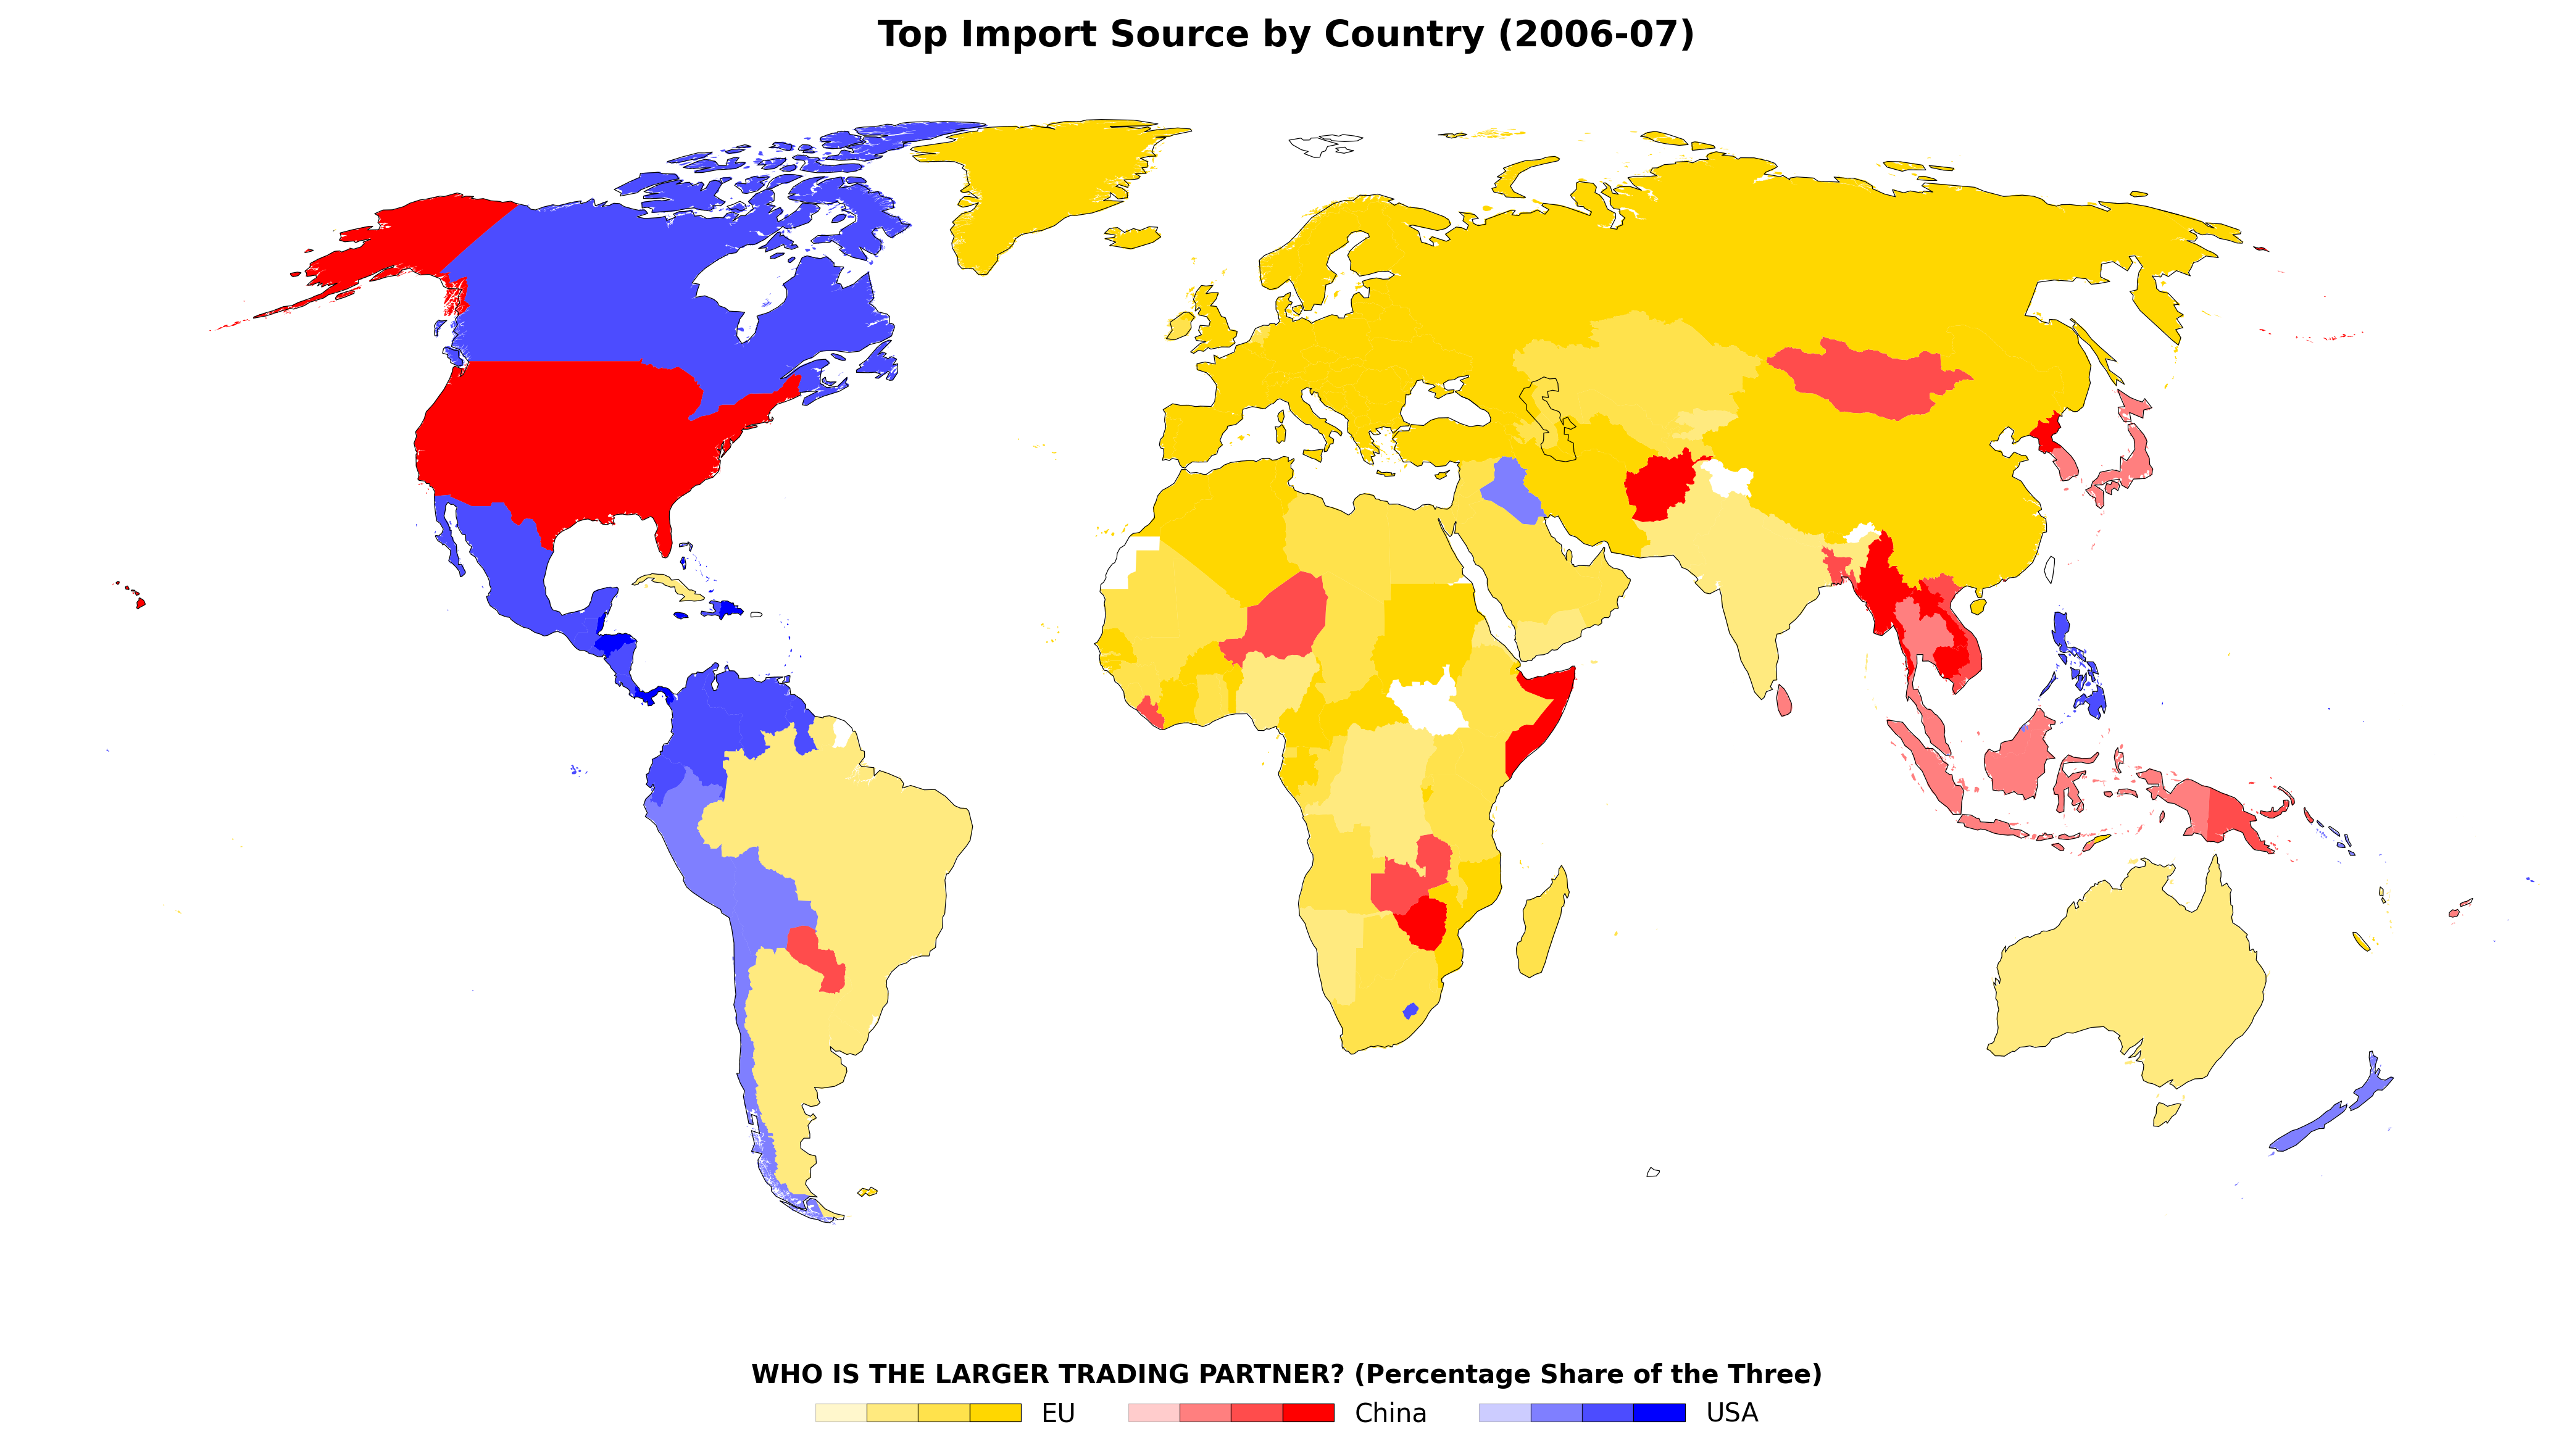 Top Import Source by Country (2006-07)
WHO IS THE LARGER TRADING PARTNER? (Percentage Share of the Three)
EU China USA